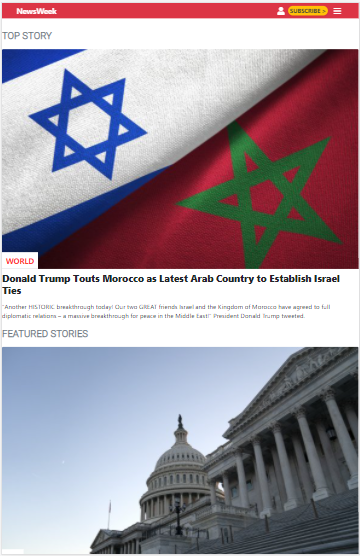 NewsWeek
SUBSCRIBE >
TOP STORY
WORLD
Donald Trump Touts Morocco as Latest Arab Country to Establish Israel
Ties
"Another HISTORIC breakthrough today! Our two GREAT friends Israel and the Kingdom of Morocco have agreed to full
diplomatic relations – a massive breakthrough for peace in the Middle East!" President Donald Trump tweeted.
FEATURED STORIES